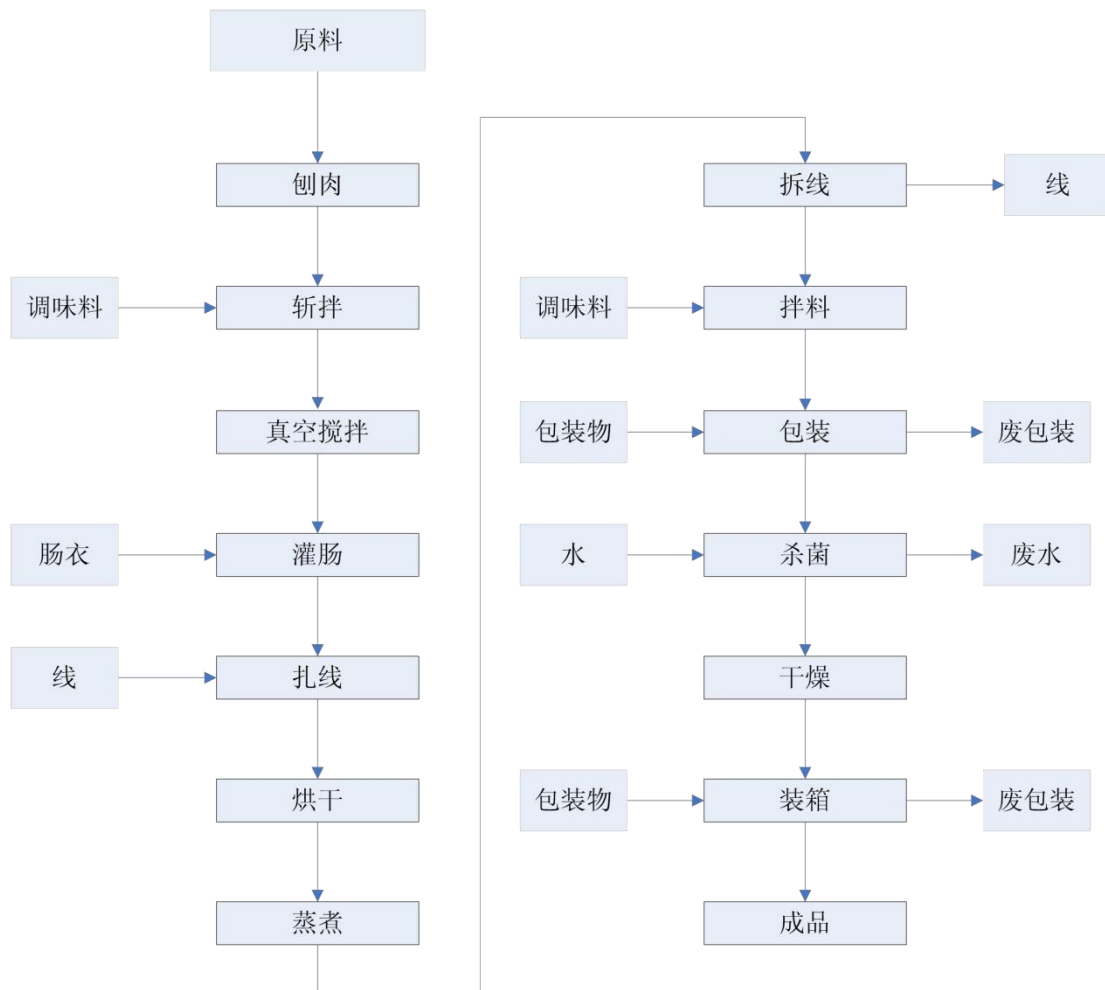 原料
刨肉
调味料
斩拌
真空搅拌
肠衣
灌肠
线
扎线
烘干
蒸煮
拆线
线
调味料
拌料
包装物
包装
废包装
水
杀菌
废水
干燥
包装物
装箱
废包装
成品